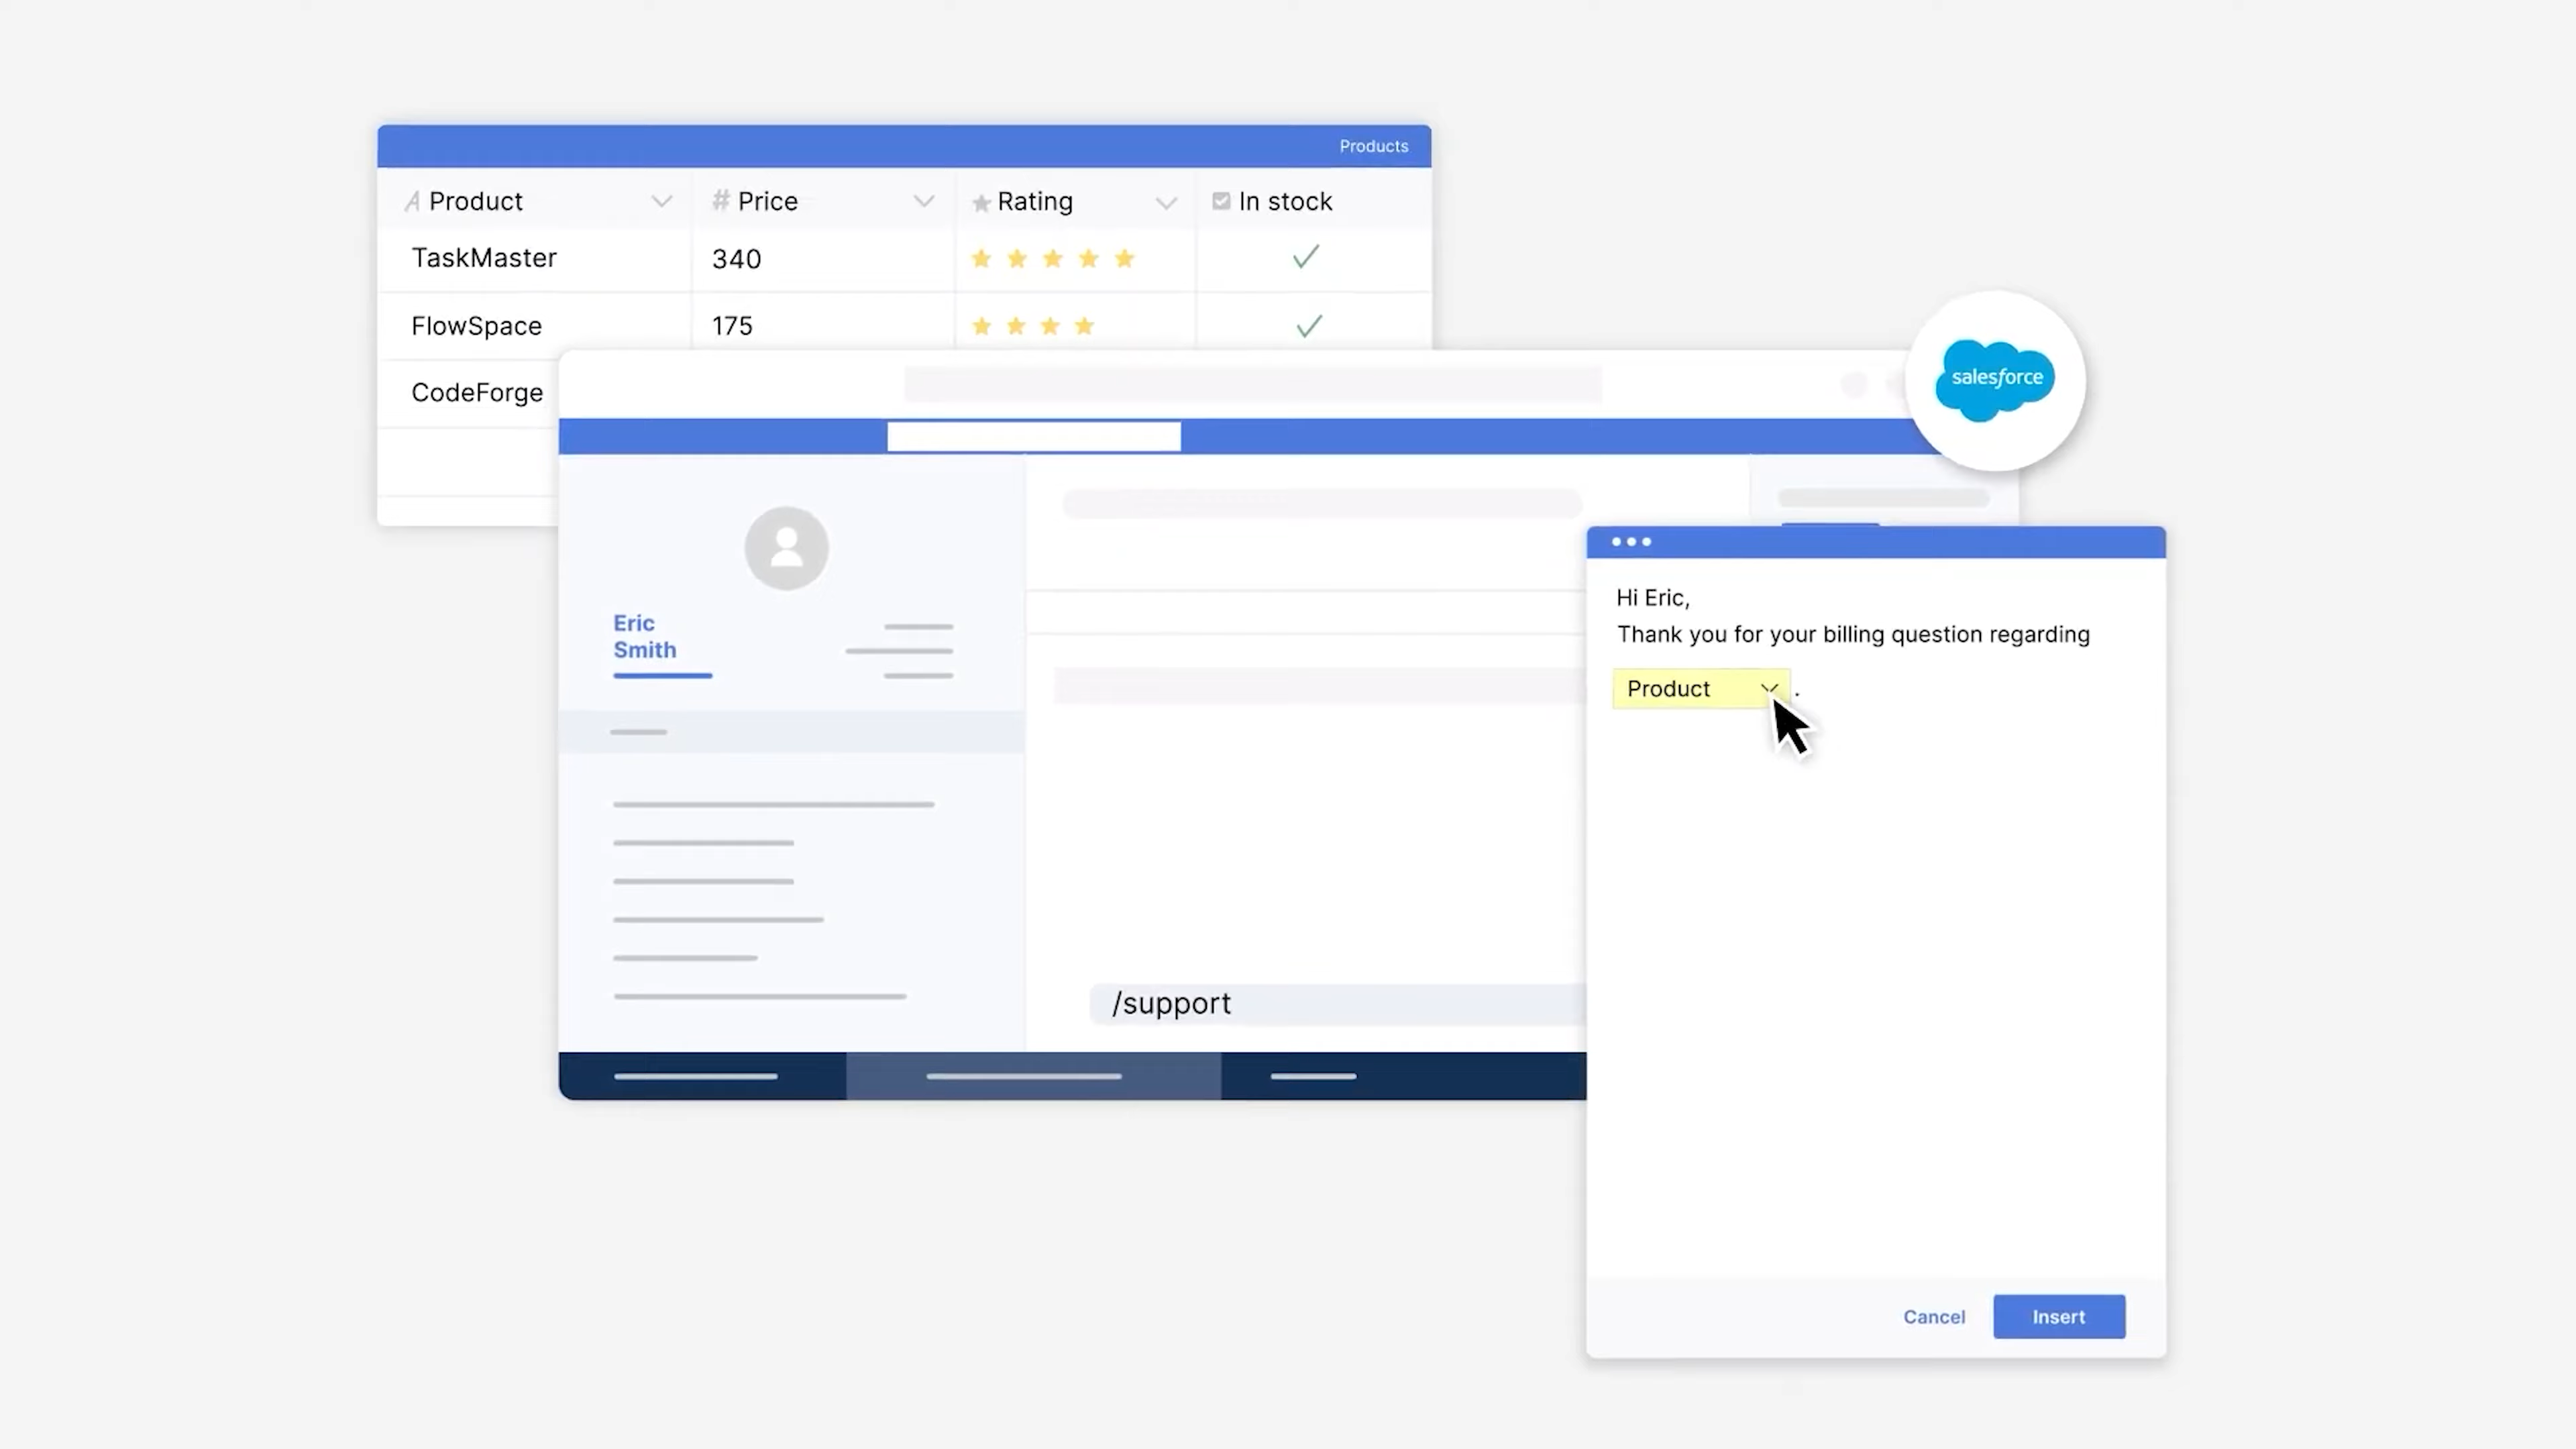 Products
Product
Price
Rating
In stock
TaskMaster
340
FlowSpace
175
CodeForge
salesforce
Eric
Smith
/support
Hi Eric,
Thank you for your billing question regarding
Product .
Cancel
Insert